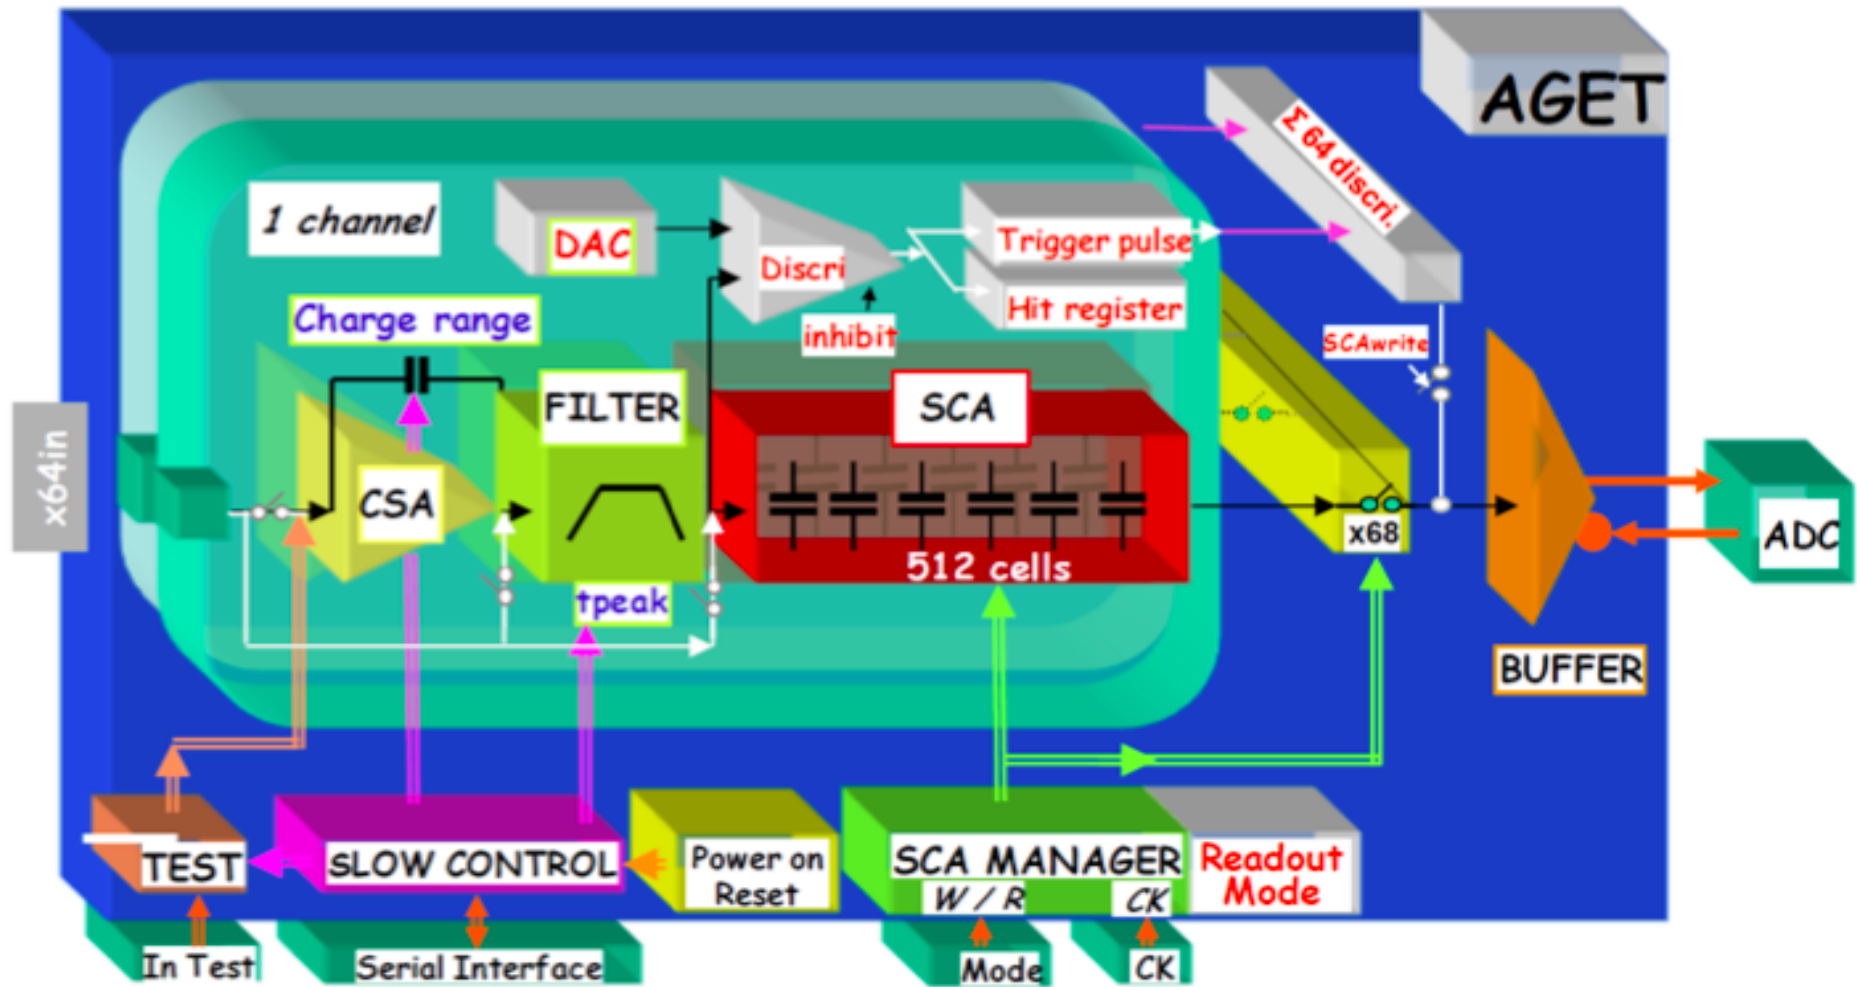 AGET
Σ 64 discri.
1 channel
DAC
Discri
Trigger pulse
Hit register
inhibit
Charge range
SCAwrite
FILTER
SCA
x64in
CSA
x68
ADC
512 cells
tpeak
BUFFER
TEST
SLOW CONTROL
Power on
Reset
SCA MANAGER
W / R
CK
Readout
Mode
In Test
Serial Interface
Mode
CK